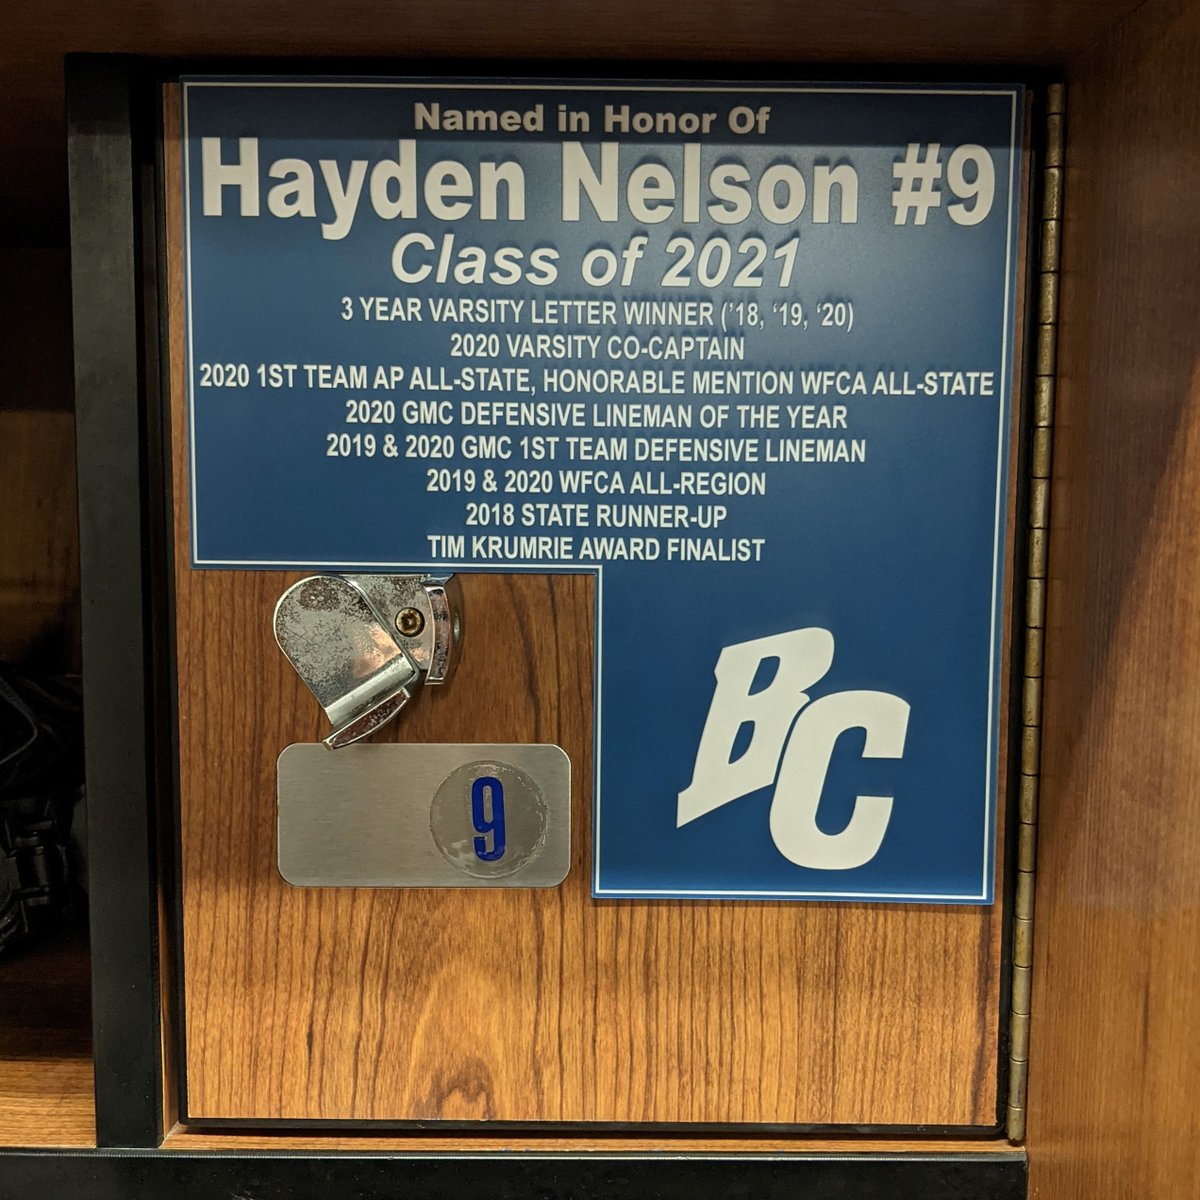 Named in Honor Of
Hayden Nelson #9
Class of 2021
3 YEAR VARSITY LETTER WINNER ('18, ‘19, ‘20)
2020 VARSITY CO-CAPTAIN
2020 1ST TEAM AP ALL-STATE, HONORABLE MENTION WFCA ALL-STATE
2020 GMC DEFENSIVE LINEMAN OF THE YEAR
2019 & 2020 GMC 1ST TEAM DEFENSIVE LINEMAN
2019 & 2020 WFCA ALL-REGION
2018 STATE RUNNER-UP
TIM KRUMRIE AWARD FINALIST
BC
9